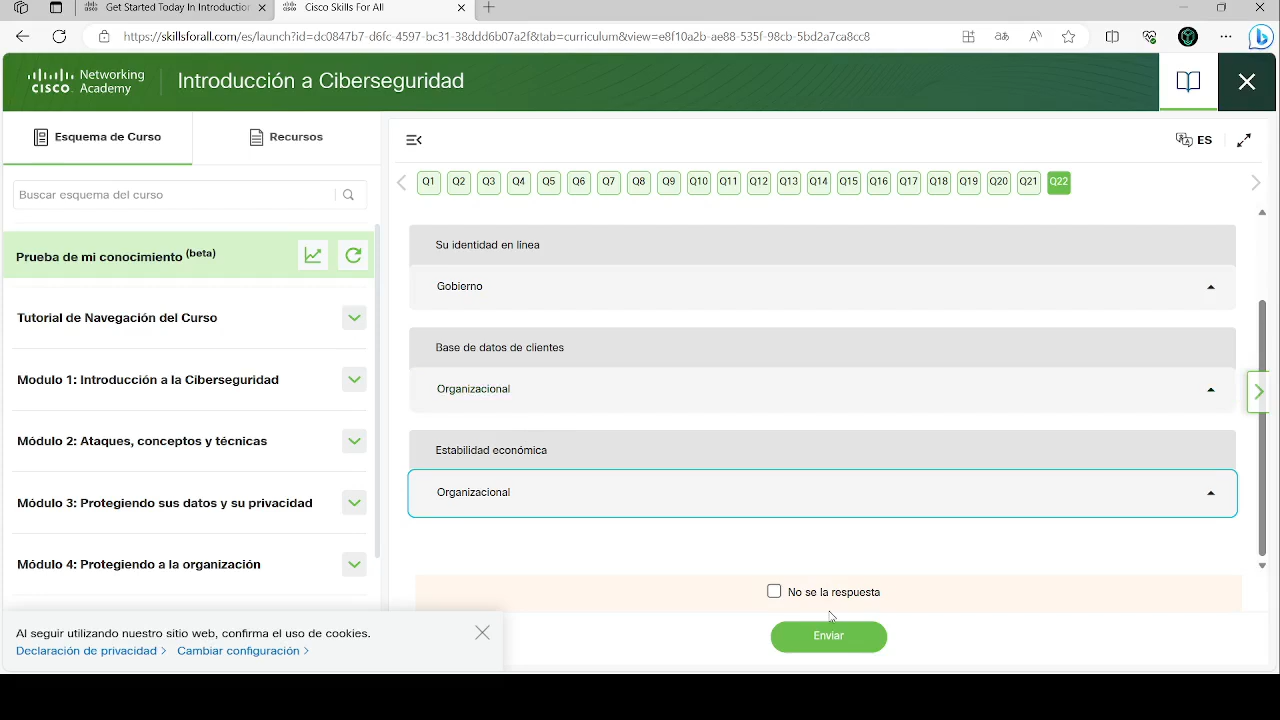 Get Started Today In Introduction
Cisco Skills For All
https://skillsforall.com/es/launch?id=dc0847b7-d6fc-4597-bc31-38ddd6b07a2f&tab=curriculum&view=e8f10a2b-ae88-535f-98cb-5bd2a7ca8cc8
cisco Networking Academy
Introducción a Ciberseguridad
Esquema de Curso
Recursos
ES
Q1 Q2 Q3 Q4 Q5 Q6 Q7 Q8 Q9 Q10 Q11 Q12 Q13 Q14 Q15 Q16 Q17 Q18 Q19 Q20 Q21 Q22
Buscar esquema del curso
Prueba de mi conocimiento (beta)
Tutorial de Navegación del Curso
Modulo 1: Introducción a la Ciberseguridad
Módulo 2: Ataques, conceptos y técnicas
Módulo 3: Protegiendo sus datos y su privacidad
Módulo 4: Protegiendo a la organización
Su identidad en línea
Gobierno
Base de datos de clientes
Organizacional
Estabilidad económica
Organizacional
No se la respuesta
Enviar
Al seguir utilizando nuestro sitio web, confirma el uso de cookies.
Declaración de privacidad > Cambiar configuración >